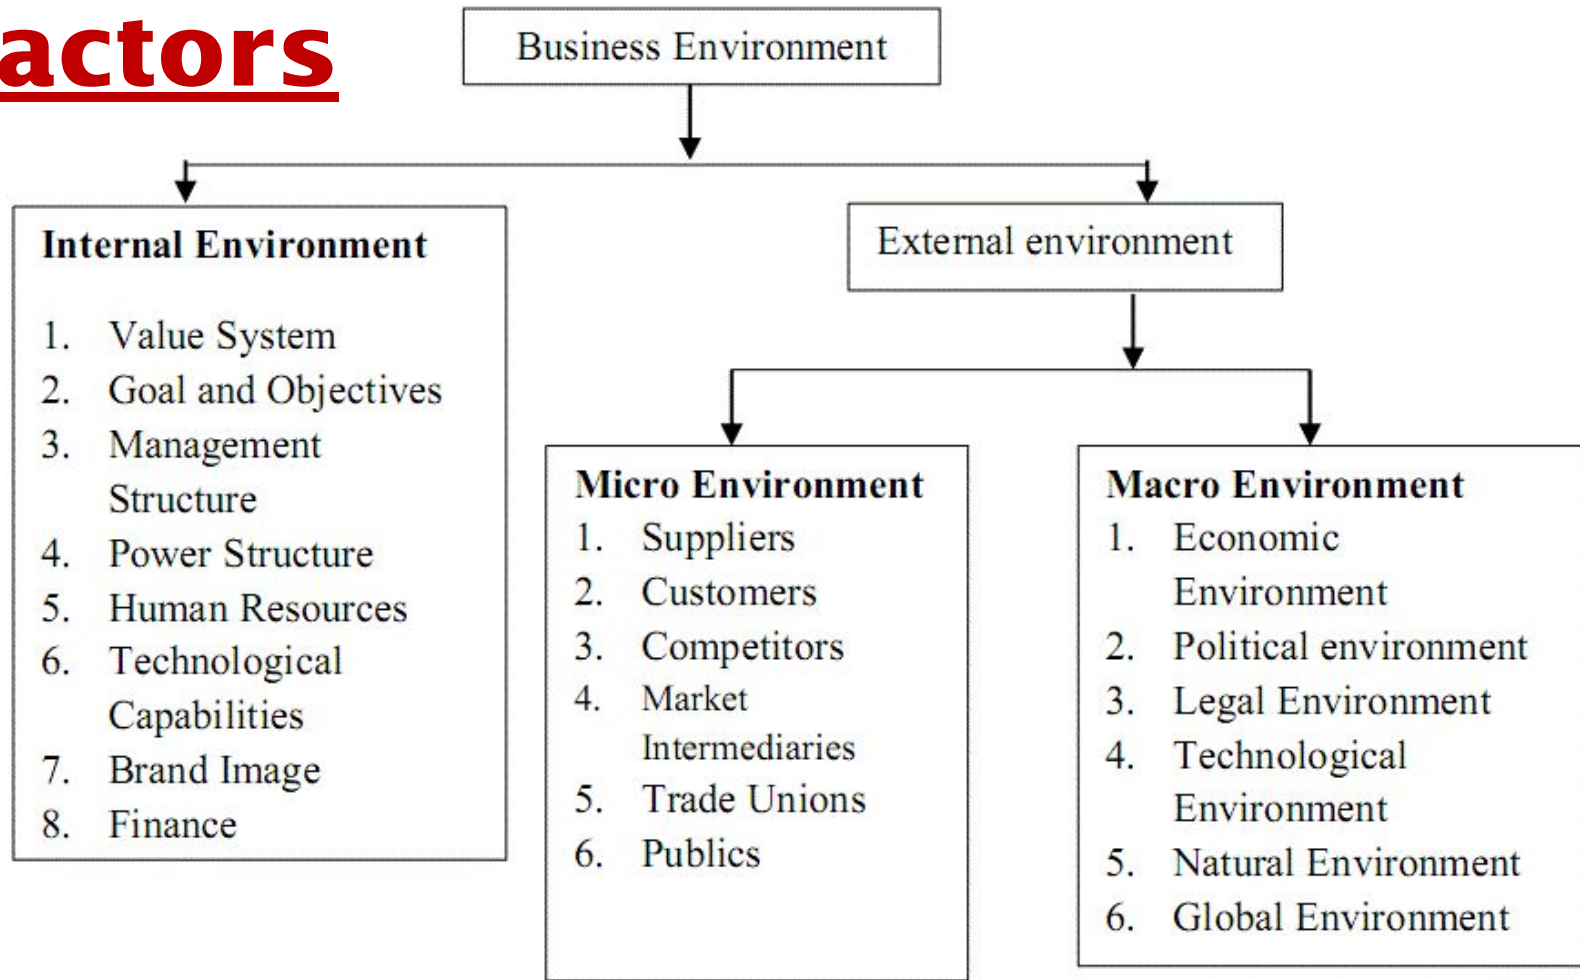 actors
Business Environment
Internal Environment
1. Value System
2. Goal and Objectives
3. Management
Structure
4. Power Structure
5. Human Resources
6. Technological
Capabilities
7. Brand Image
8. Finance
External environment
Micro Environment
1. Suppliers
2. Customers
3. Competitors
4. Market
Intermediaries
5. Trade Unions
6. Publics
Macro Environment
1. Economic
Environment
2. Political environment
3. Legal Environment
4. Technological
Environment
5. Natural Environment
6. Global Environment